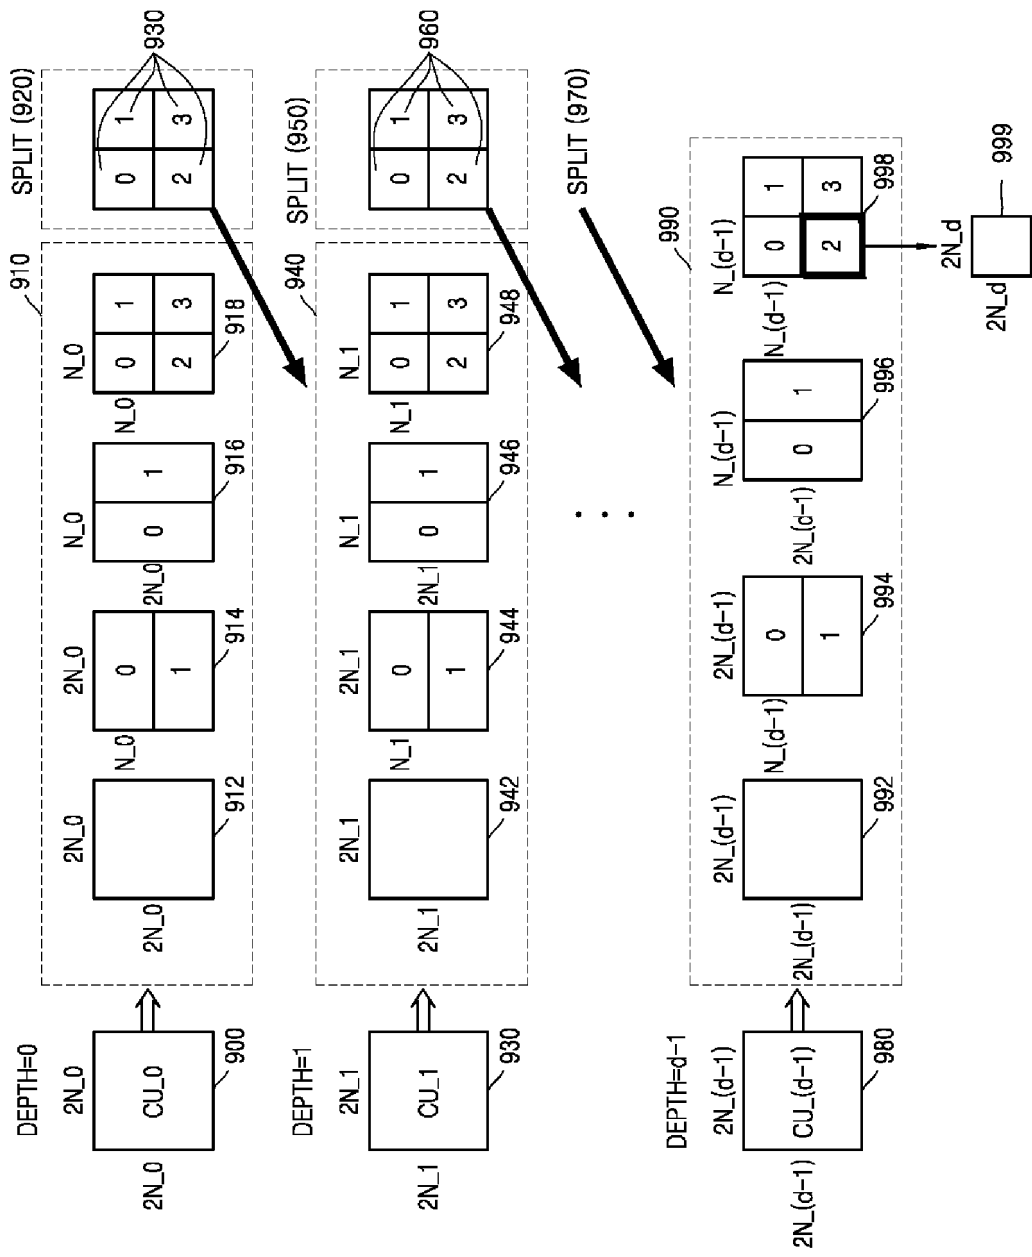 DEPTH=0
2N_0
2N_0
CU_0
900
910
2N_0
2N_0
912
2N_0
N_0
0
1
914
N_0
2N_0
0
1
916
N_0
N_0
0
1
2
3
918
SPLIT (920)
0
1
2
3
930
DEPTH=1
2N_1
2N_1
CU_1
930
940
2N_1
2N_1
942
2N_1
N_1
0
1
944
N_1
2N_1
0
1
946
N_1
N_1
0
1
2
3
948
SPLIT (950)
0
1
2
3
960
. . .
SPLIT (970)
DEPTH=d-1
2N_(d-1)
2N_(d-1)
CU_(d-1)
980
990
2N_(d-1)
2N_(d-1)
992
2N_(d-1)
N_(d-1)
0
1
994
N_(d-1)
2N_(d-1)
0
1
996
N_(d-1)
N_(d-1)
0
1
2
3
998
2N_d
2N_d
999